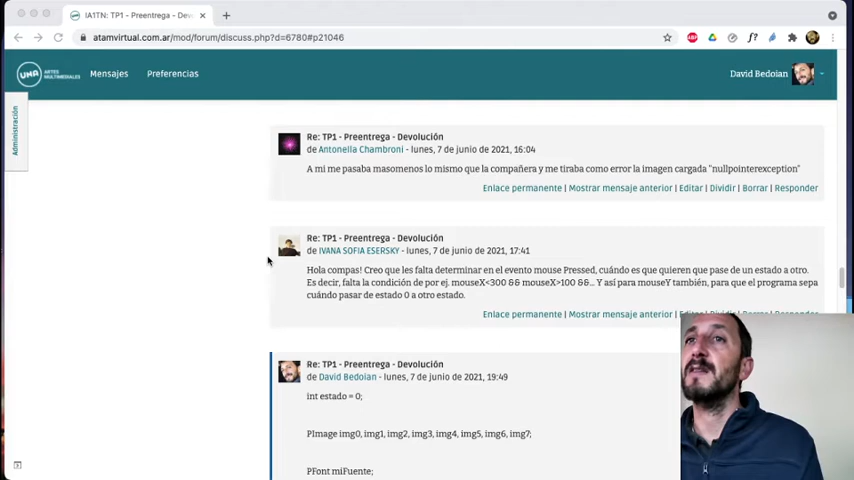 IA1TN: TP1 - Preentrega - Dev
atamvirtual.com.ar/mod/forum/discuss.php?d=6780#p21046
UNA ARTES MULTIMEDIALES
Mensajes
Preferencias
David Bedoian
Administración
Re: TP1 - Preentrega - Devolución
de Antonella Chambroni - lunes, 7 de junio de 2021, 16:04
A mi me pasaba masomenos lo mismo que la compañera y me tiraba como error la imagen cargada "nullpointerexception"
Enlace permanente | Mostrar mensaje anterior | Editar | Dividir | Borrar | Responder
Re: TP1 - Preentrega - Devolución
de IVANA SOFIA ESERSKY - lunes, 7 de junio de 2021, 17:41
Hola compas! Creo que les falta determinar en el evento mouse Pressed, cuándo es que quieren que pase de un estado a otro.
Es decir, falta la condición de por ej. mouseX<300 && mouseX>100 &&... Y así para mouseY también, para que el programa sepa
cuándo pasar de estado 0 a otro estado.
Enlace permanente | Mostrar mensaje anterior | Editar | Dividir | Borrar | Responder
Re: TP1 - Preentrega - Devolución
de David Bedoian - lunes, 7 de junio de 2021, 19:49
int estado = 0;
PImage img0, img1, img2, img3, img4, img5, img6, img7;
PFont miFuente;